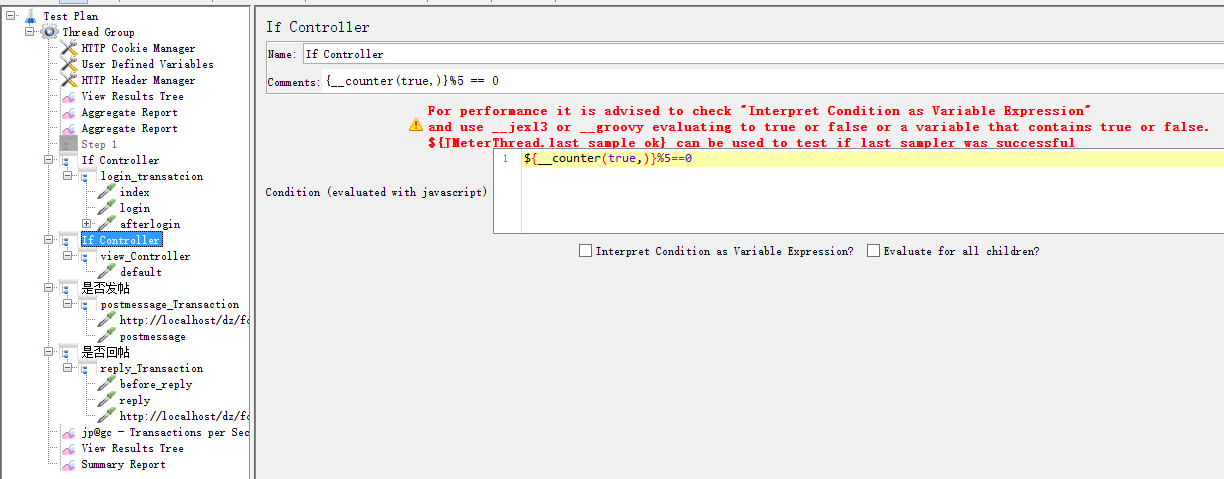 Test Plan
Thread Group
HTTP Cookie Manager
User Defined Variables
HTTP Header Manager
View Results Tree
Aggregate Report
Aggregate Report
Step 1
If Controller
login_transatcion
index
login
afterlogin
If Controller
view_Controller
default
是否发帖
postmessage_Transaction
http://localhost/dz/fo
postmessage
是否回帖
reply_Transaction
before_reply
reply
http://localhost/dz/fo
jp@gc - Transactions per Sec
View Results Tree
Summary Report
If Controller
Name: If Controller
Comments: {__counter(true,)}%5 == 0
For performance it is advised to check "Interpret Condition as Variable Expression"
and use __jexl3 or __groovy evaluating to true or false or a variable that contains true or false.
${JMeterThread.last_sample_ok} can be used to test if last sampler was successful
1 ${__counter(true,)}%5==0
Condition (evaluated with javascript)
Interpret Condition as Variable Expression? Evaluate for all children?